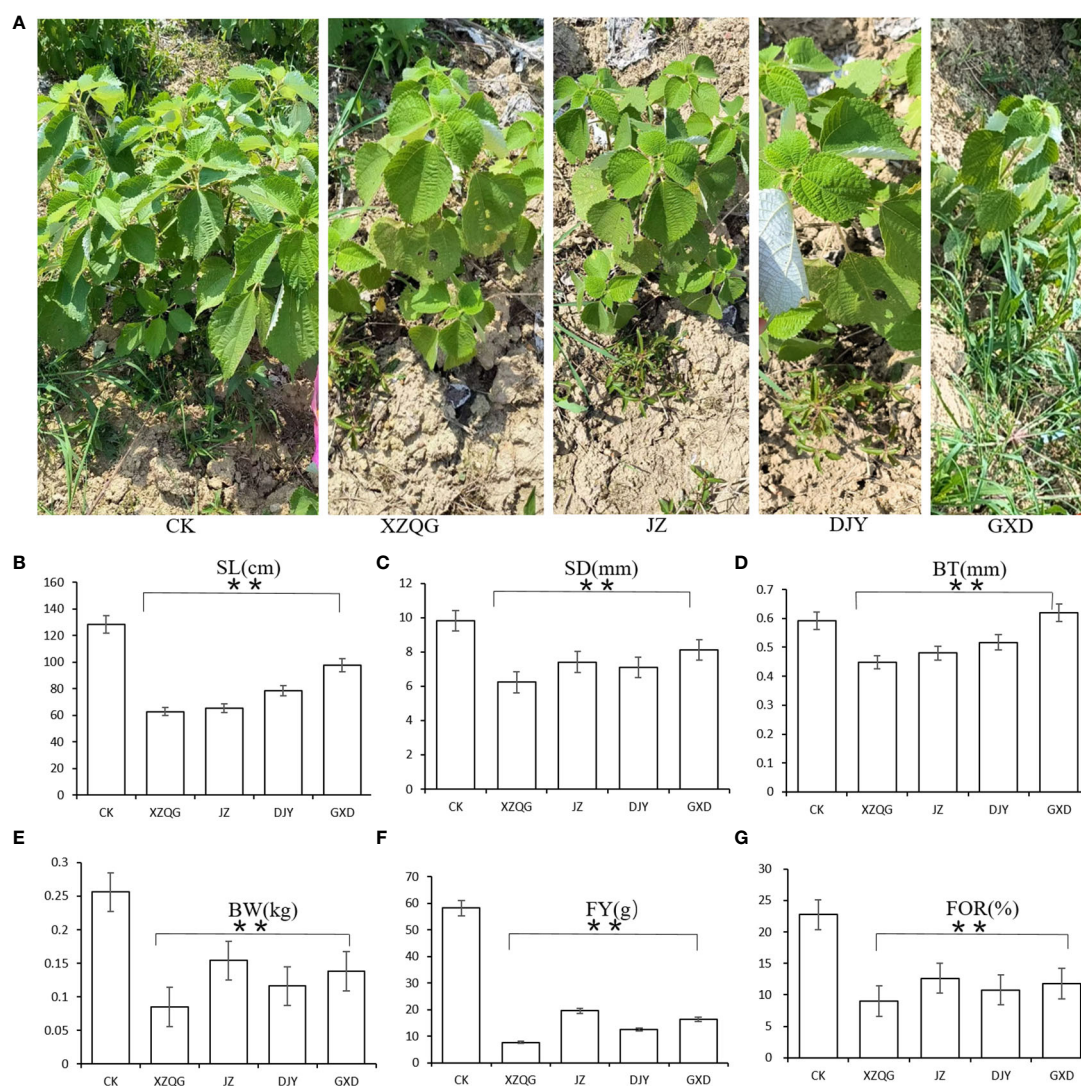 A
CK XZQG JZ DJY GXD
B
SL(cm)
**
160
140
120
100
80
60
40
20
0
CK XZQG JZ DJY GXD
C
SD(mm)
**
12
10
8
6
4
2
0
CK XZQG JZ DJY GXD
D
BT(mm)
**
0.7
0.6
0.5
0.4
0.3
0.2
0.1
0
CK XZQG JZ DJY GXD
E
BW(kg)
**
0.3
0.25
0.2
0.15
0.1
0.05
0
CK XZQG JZ DJY GXD
F
FY(g)
**
70
60
50
40
30
20
10
0
CK XZQG JZ DJY GXD
G
FOR(%)
**
30
25
20
15
10
5
0
CK XZQG JZ DJY GXD